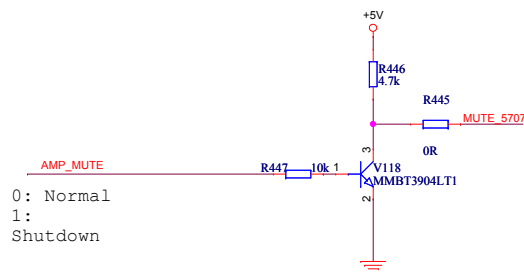 +5V
R446
4.7k
R445
MUTE_5707
0R
3
AMP_MUTE
R447
10k
1
V118
MMBT3904LT1
2
0: Normal
1:
Shutdown